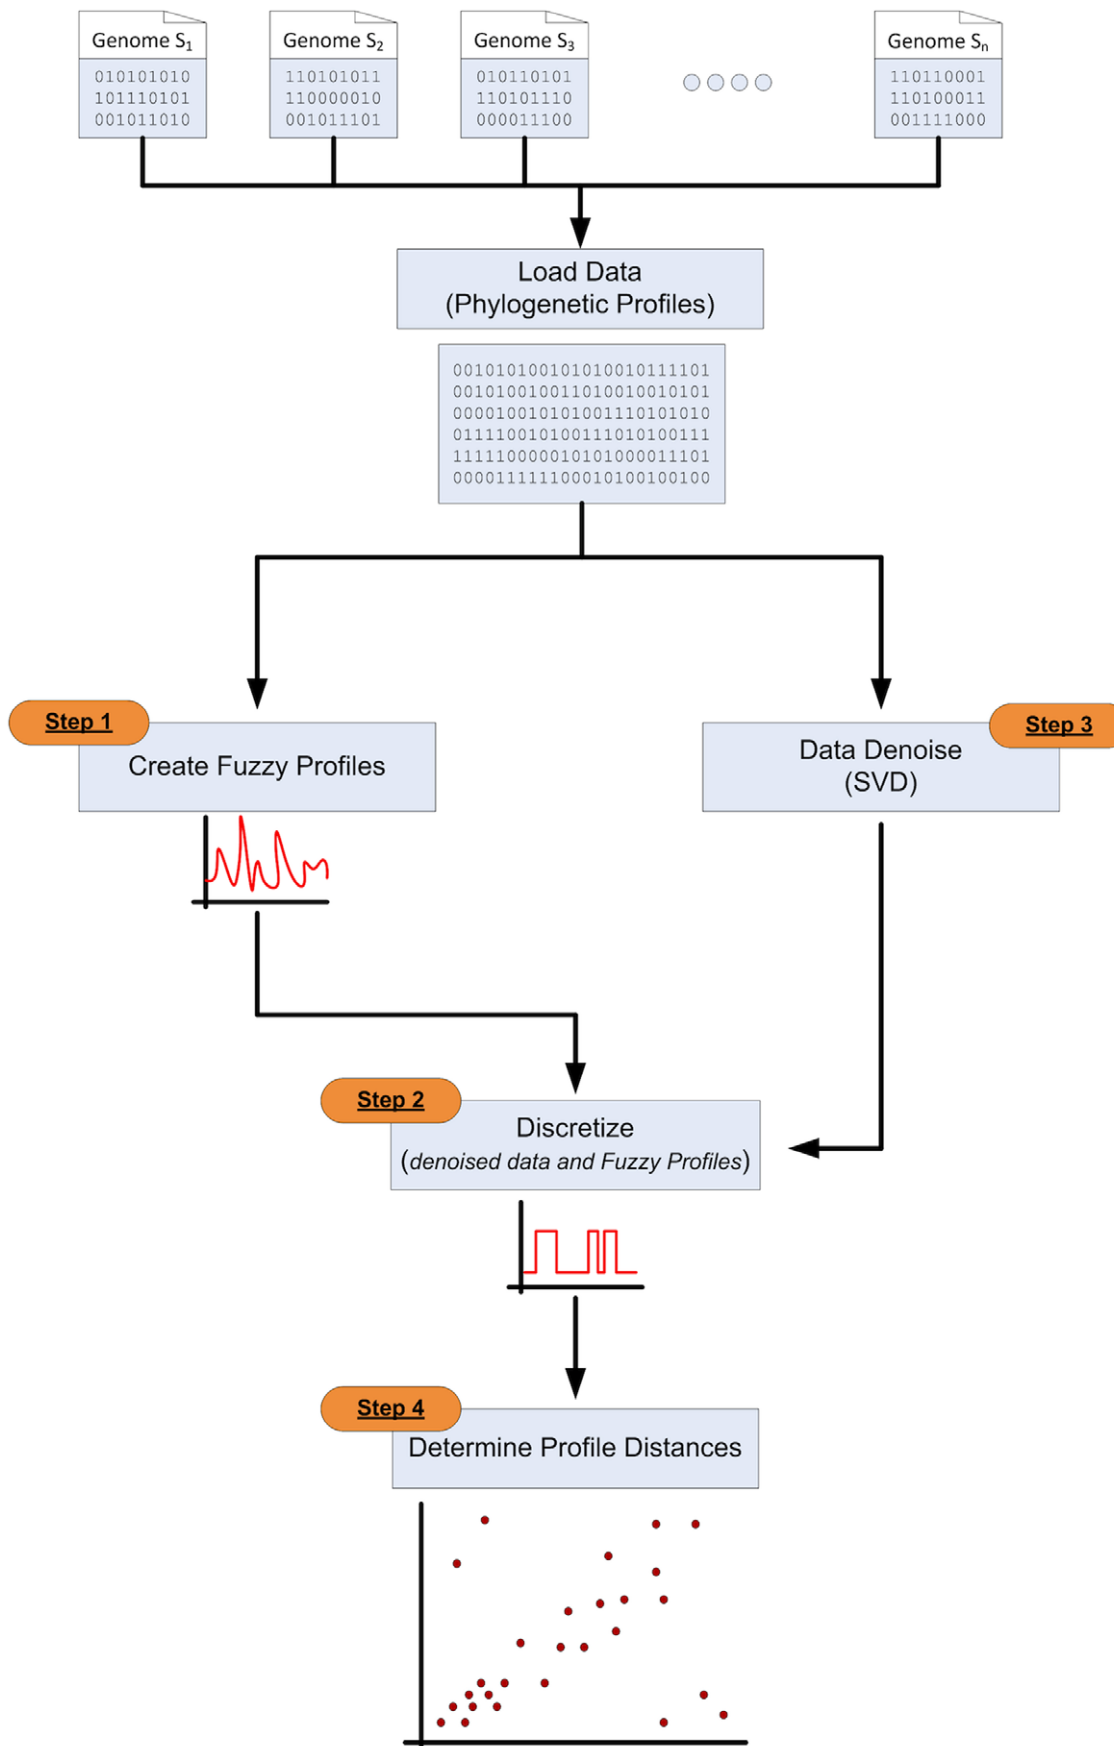 Genome S1
010101010
101110101
001011010
Genome S2
110101011
110000010
001011101
Genome S3
010110101
110101110
000011100
Genome Sn
110110001
110100011
001111000
Load Data
(Phylogenetic Profiles)
001010100101010010111101
001010010011010010010101
000010010101001110101010
011110010100111010100111
111110000010101000011101
000011111100010100100100
Step 1
Create Fuzzy Profiles
Step 3
Data Denoise
(SVD)
Step 2
Discretize
(denoised data and Fuzzy Profiles)
Step 4
Determine Profile Distances